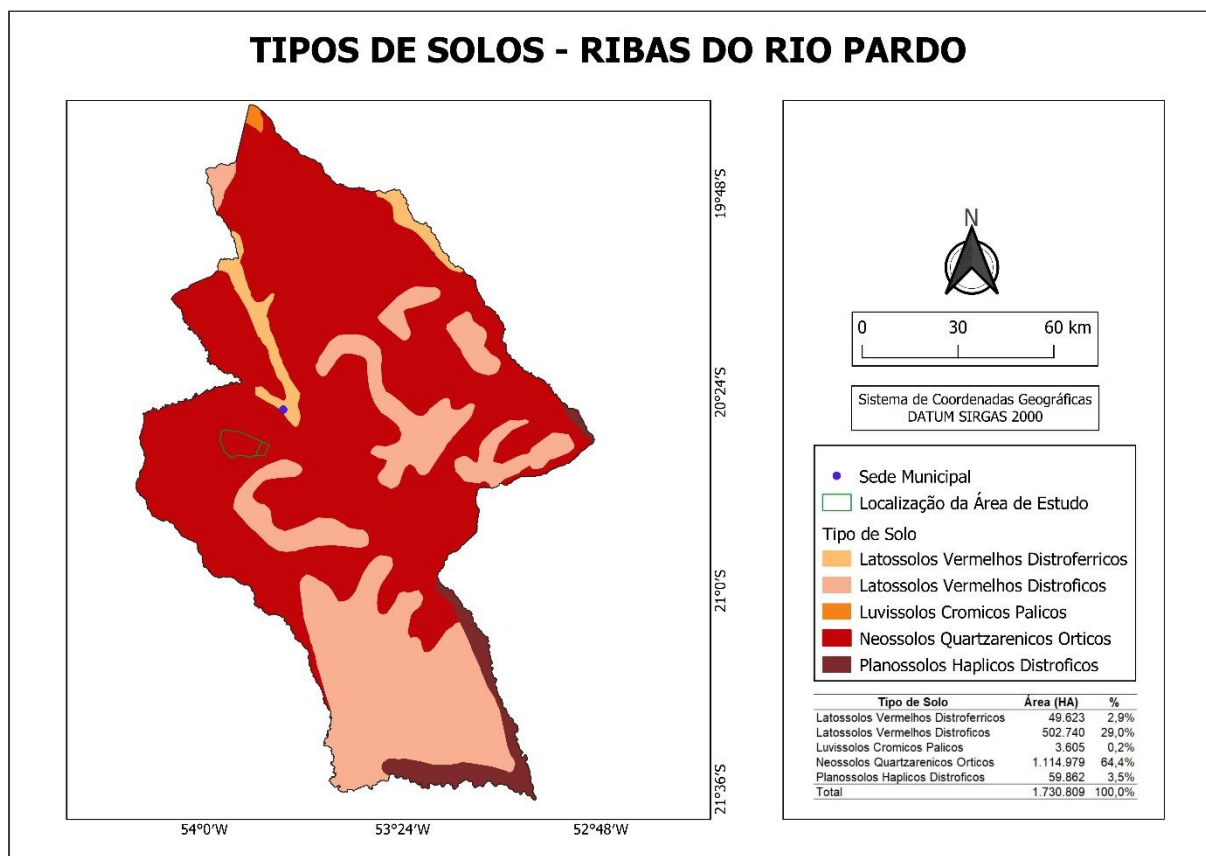 TIPOS DE SOLOS - RIBAS DO RIO PARDO
19°48'S
20°24'S
21°0'S
21°36'S
54°0'W
53°24'W
52°48'W
N
0 30 60 km
Sistema de Coordenadas Geográficas
DATUM SIRGAS 2000
Sede Municipal
Localização da Área de Estudo
Tipo de Solo
Latossolos Vermelhos Distroferricos
Latossolos Vermelhos Distroficos
Luvissolos Cromicos Palicos
Neossolos Quartzarenicos Orticos
Planossolos Haplicos Distroficos
Tipo de Solo Área (HA) %
Latossolos Vermelhos Distroferricos 49.623 2,9%
Latossolos Vermelhos Distroficos 502.740 29,0%
Luvissolos Cromicos Palicos 3.605 0,2%
Neossolos Quartzarenicos Orticos 1.114.979 64,4%
Planossolos Haplicos Distroficos 59.862 3,5%
Total 1.730.809 100,0%